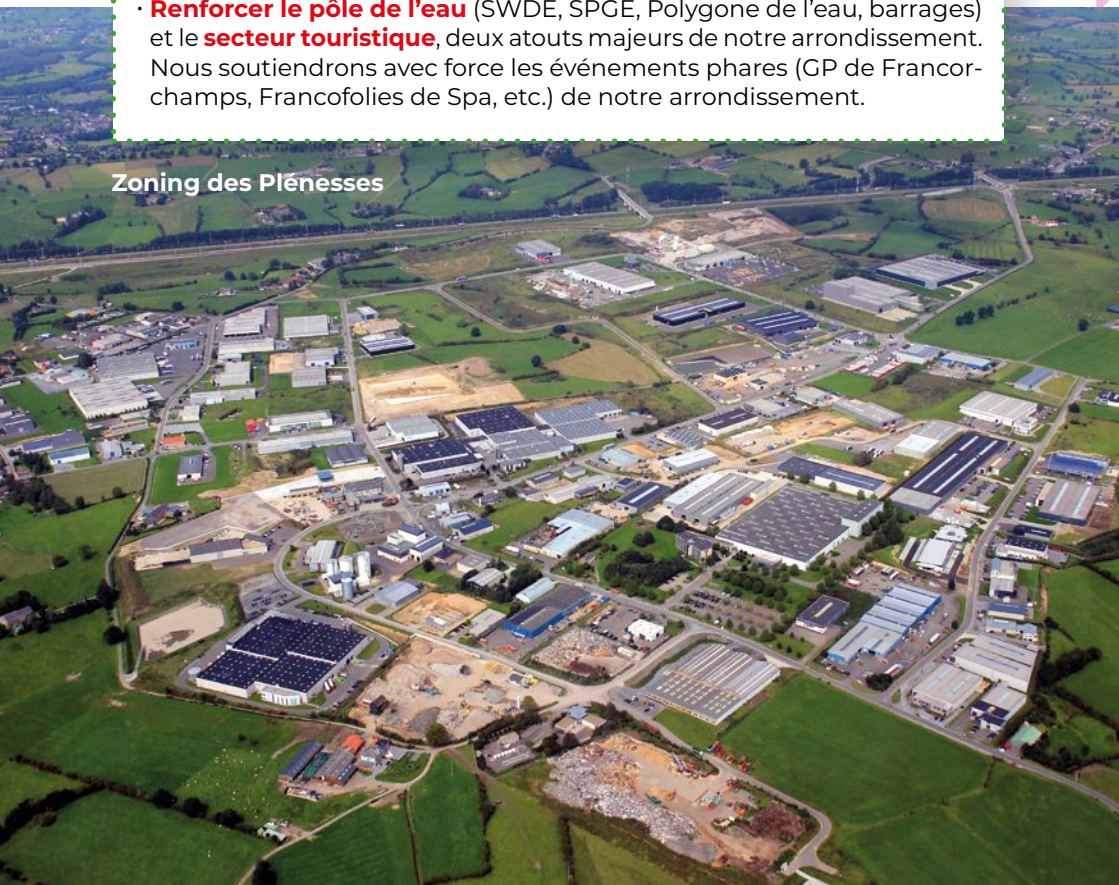 · Renforcer le pôle de l'eau (SWDE, SPGE, Polygone de l'eau, barrages)
et le secteur touristique, deux atouts majeurs de notre arrondissement.
Nous soutiendrons avec force les événements phares (GP de Francor-
champs, Francofolies de Spa, etc.) de notre arrondissement.
Zoning des Plénesses